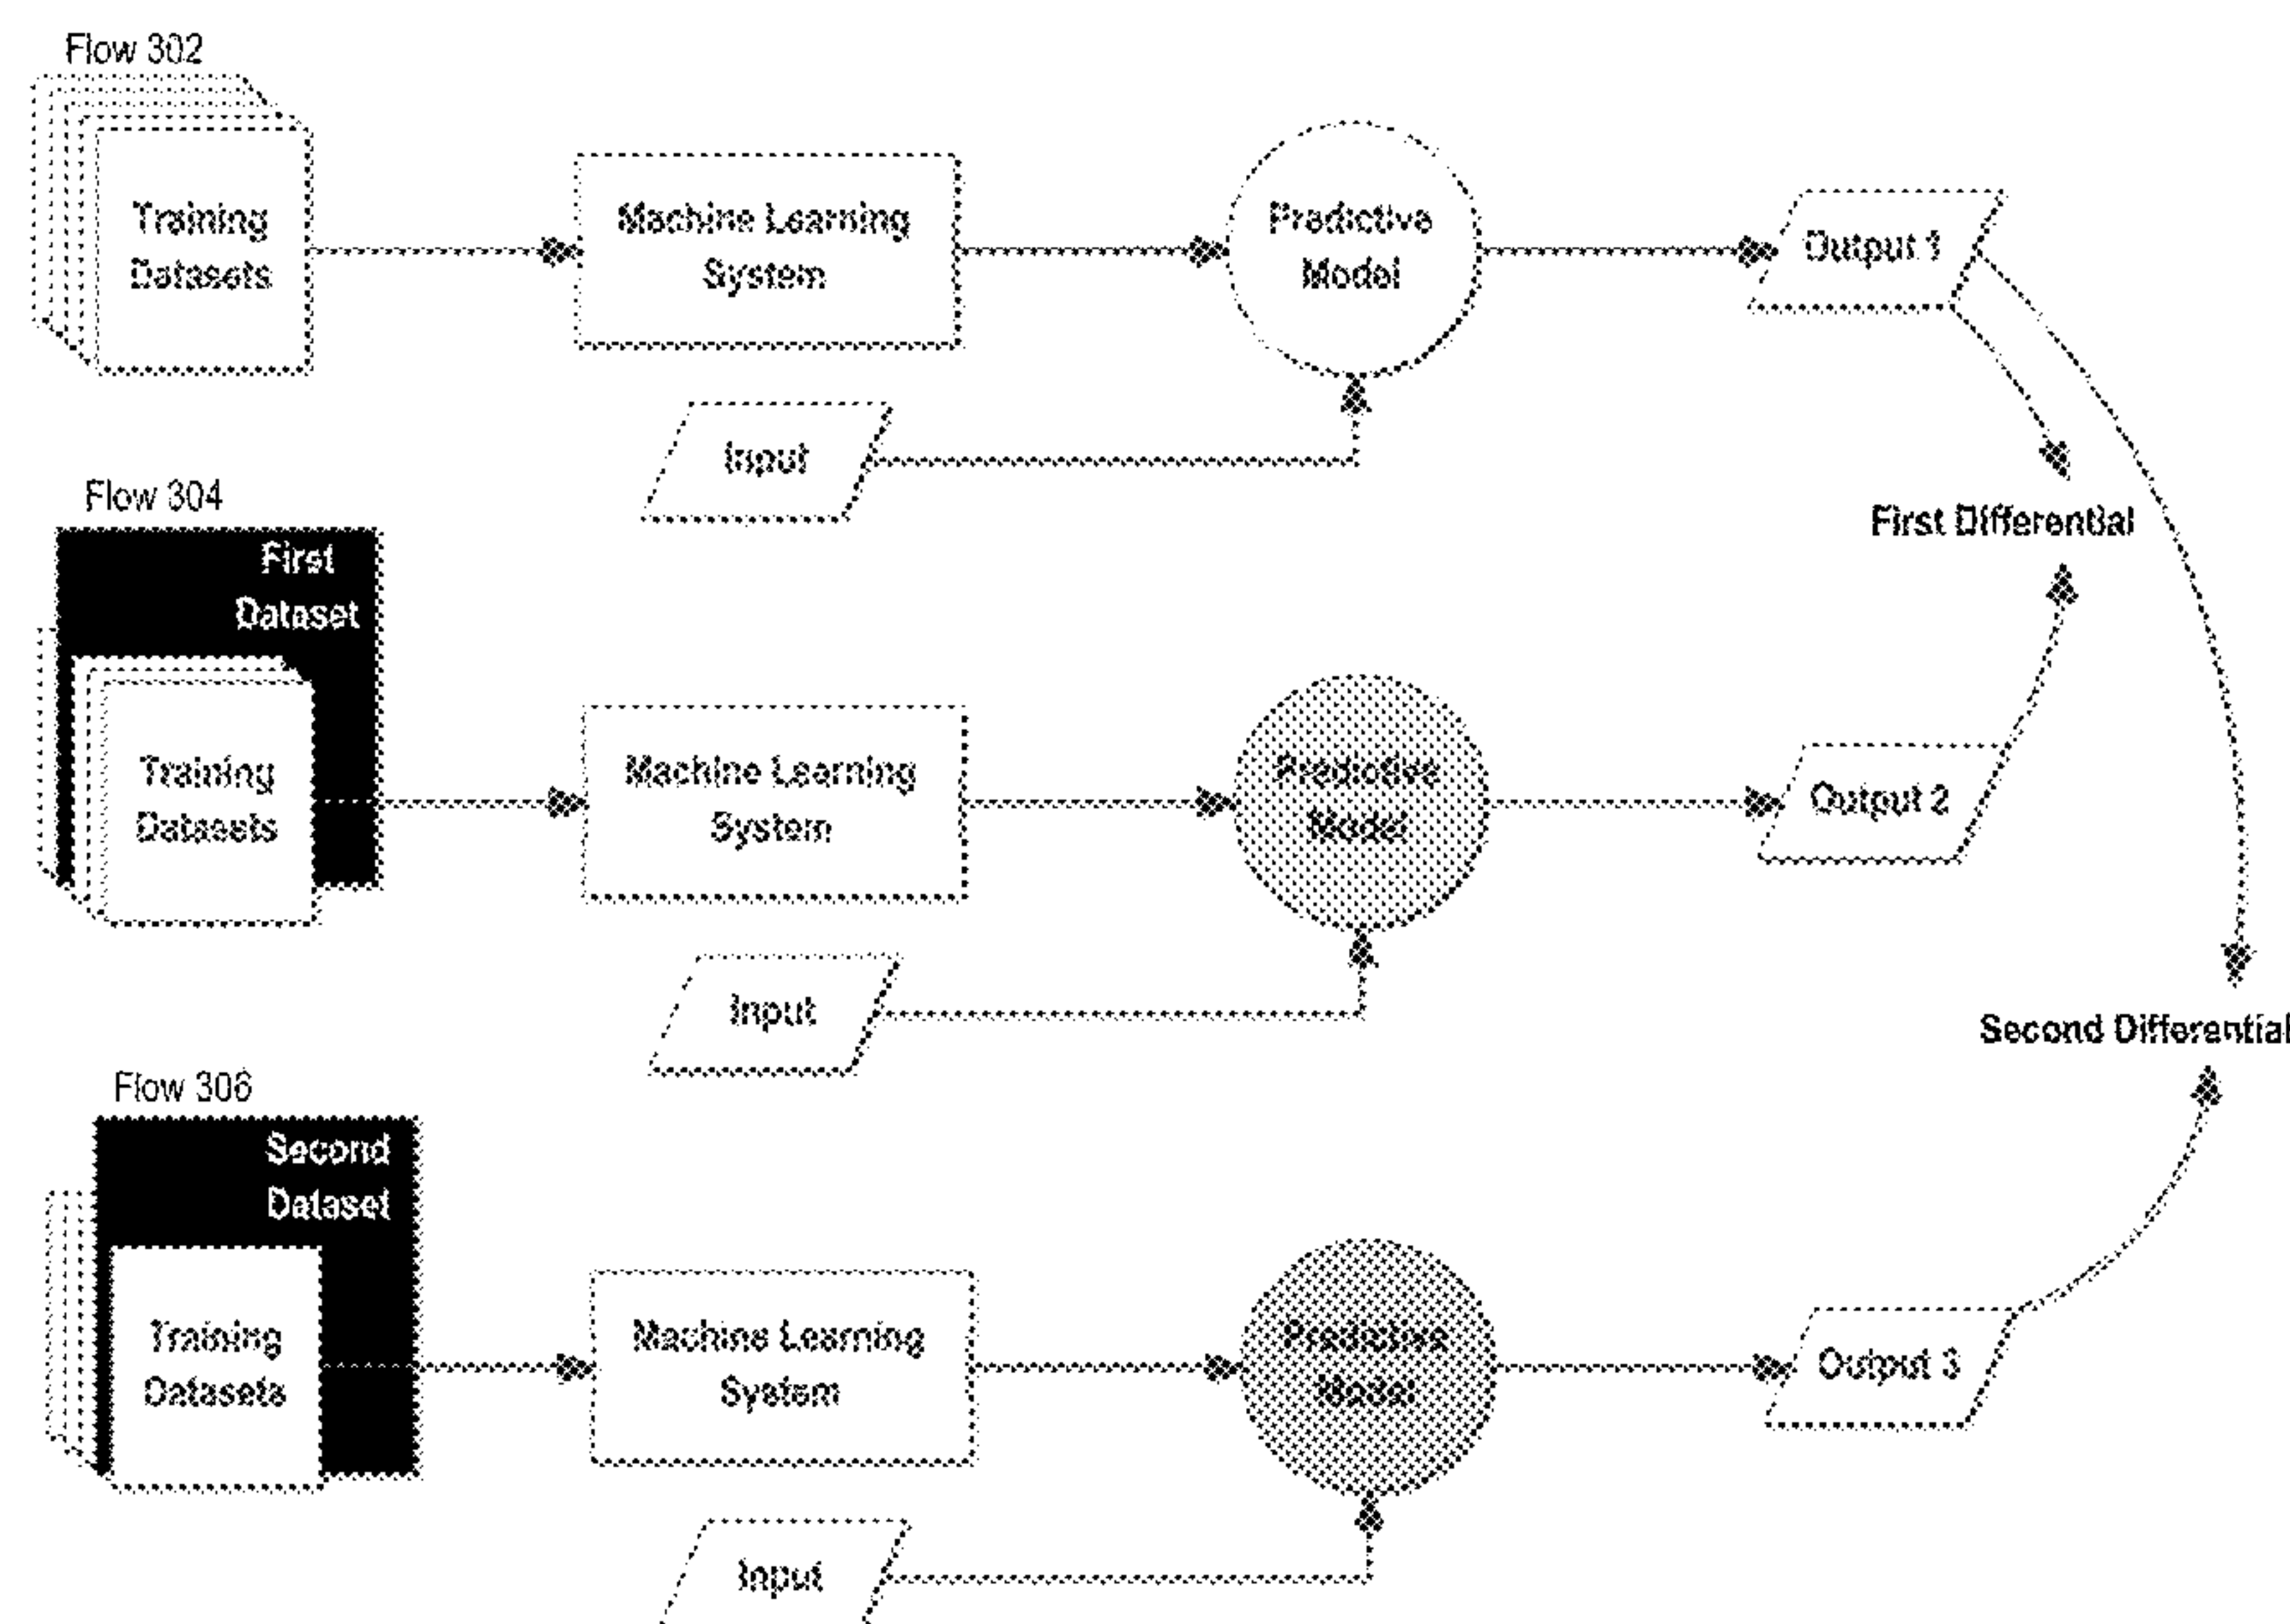 Flow 302
Training
Datasets
Machine Learning
System
Predictive
Model
Output 1
Input
First Differential
Flow 304
First
Dataset
Training
Datasets
Machine Learning
System
Predictive
Model
Output 2
Input
Second Differential
Flow 306
Second
Dataset
Training
Datasets
Machine Learning
System
Predictive
Model
Output 3
Input